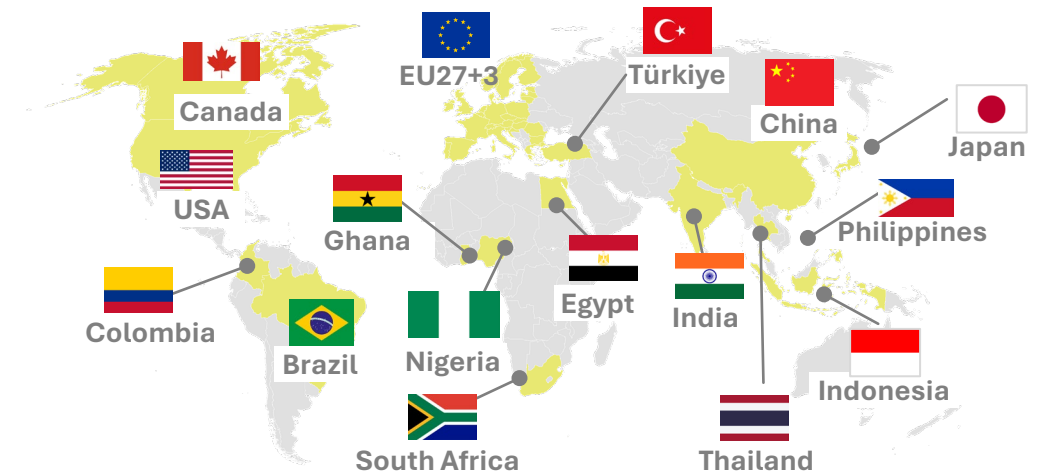 EU27+3
Türkiye
Canada
China
Japan
USA
Ghana
Philippines
Egypt
India
Colombia
Brazil
Nigeria
Indonesia
South Africa
Thailand